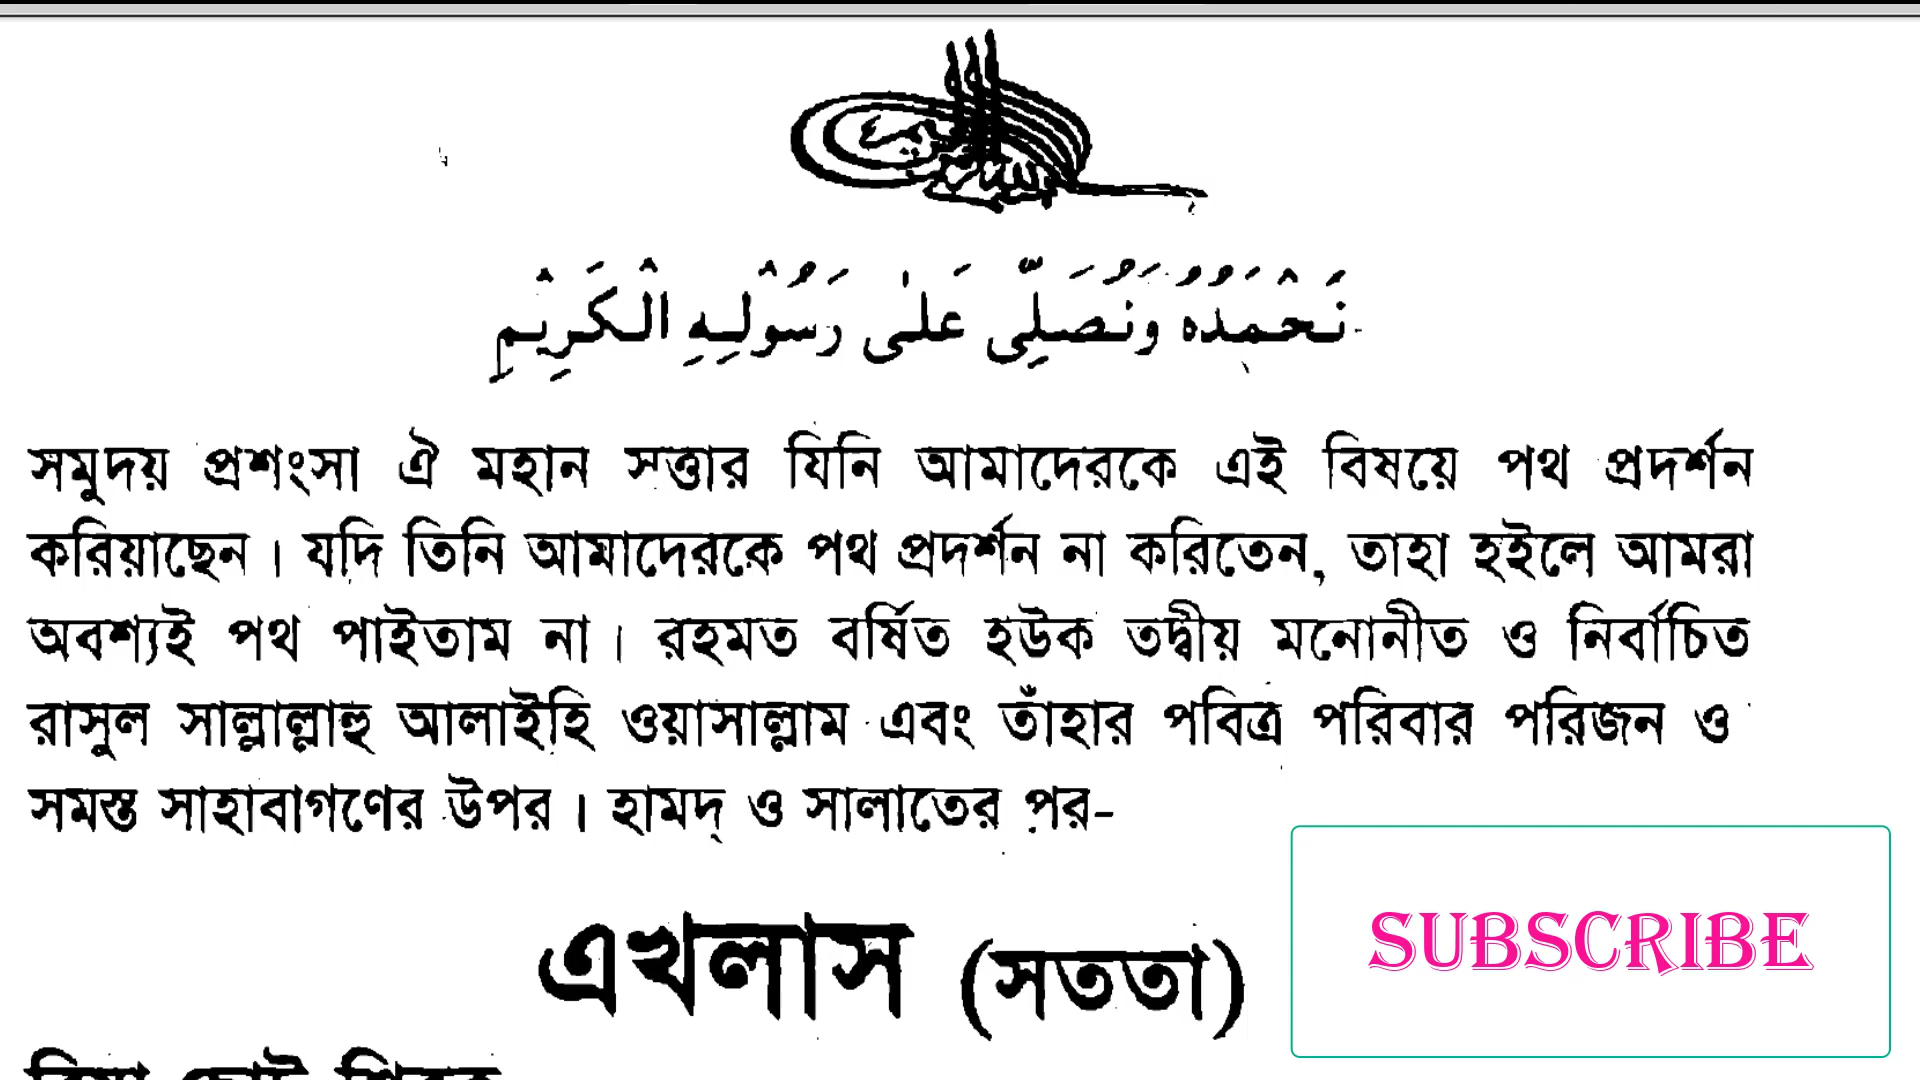 نَحْمَدُهُ وَنُصَلِّى عَلٰى رَسُوْلِهِ الْكَرِيْمِ
সমুদয় প্রশংসা ঐ মহান সত্তার যিনি আমাদেরকে এই বিষয়ে পথ প্রদর্শন
করিয়াছেন। যদি তিনি আমাদেরকে পথ প্রদর্শন না করিতেন, তাহা হইলে আমরা
অবশ্যই পথ পাইতাম না। রহমত বর্ষিত হউক তদ্বীয় মনোনীত ও নির্বাচিত
রাসুল সাল্লাল্লাহু আলাইহি ওয়াসাল্লাম এবং তাঁহার পবিত্র পরিবার পরিজন ও
সমস্ত সাহাবাগণের উপর। হামদ্ ও সালাতের পর-
এখলাস (সততা)
SUBSCRIBE